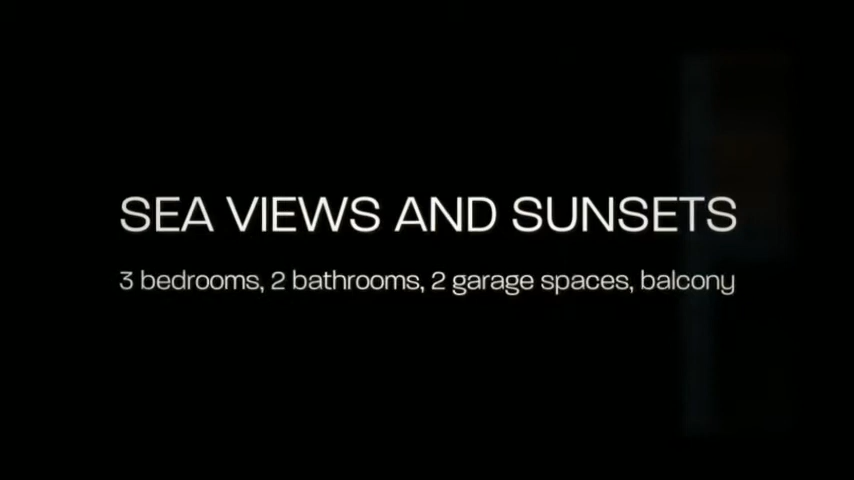 SEA VIEWS AND SUNSETS
3 bedrooms, 2 bathrooms, 2 garage spaces, balcony